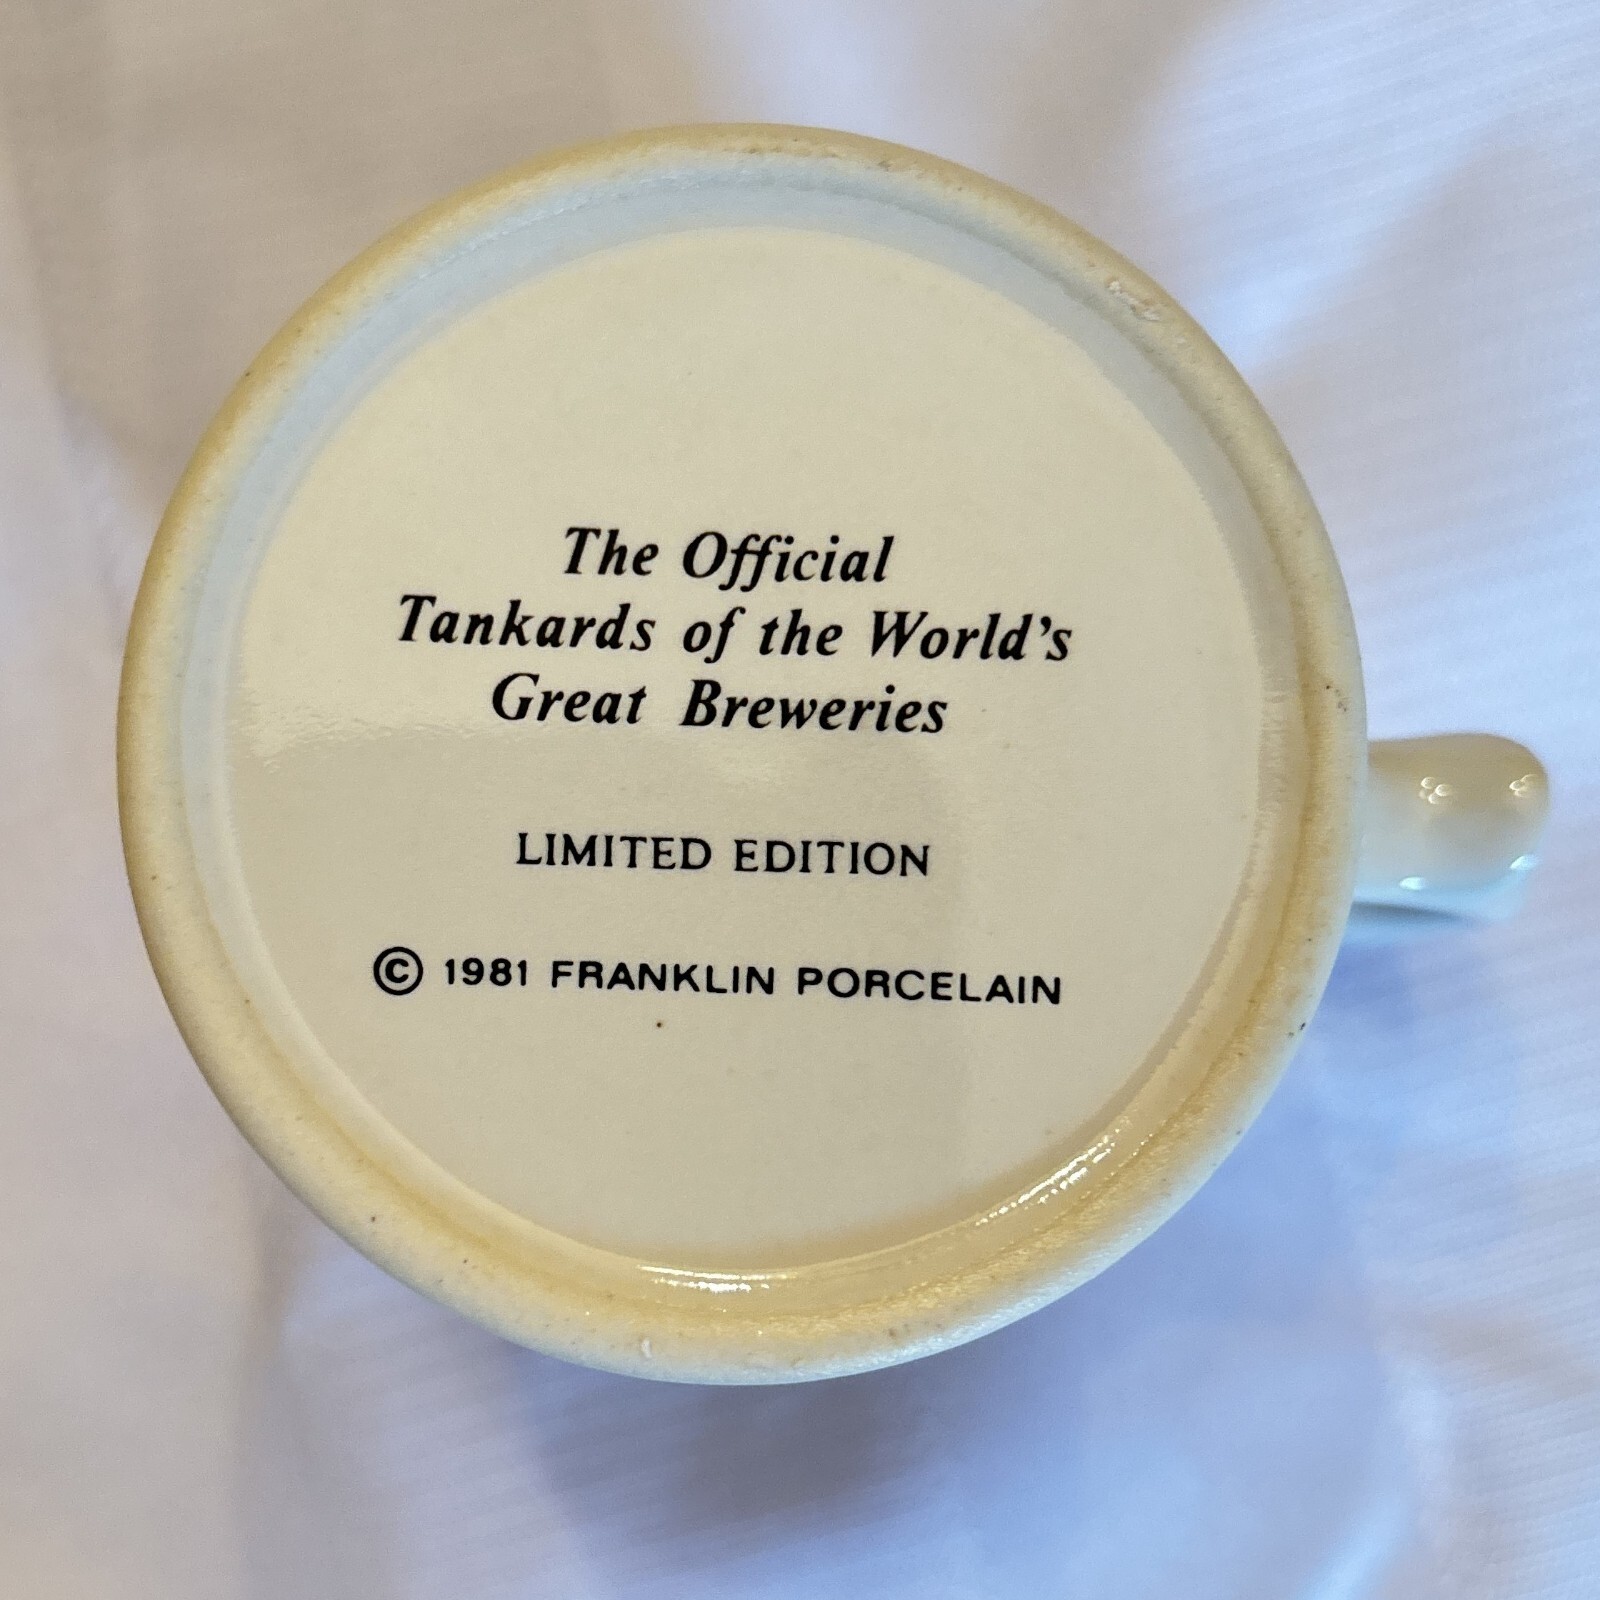 The Official
Tankards of the World's
Great Breweries
LIMITED EDITION
© 1981 FRANKLIN PORCELAIN